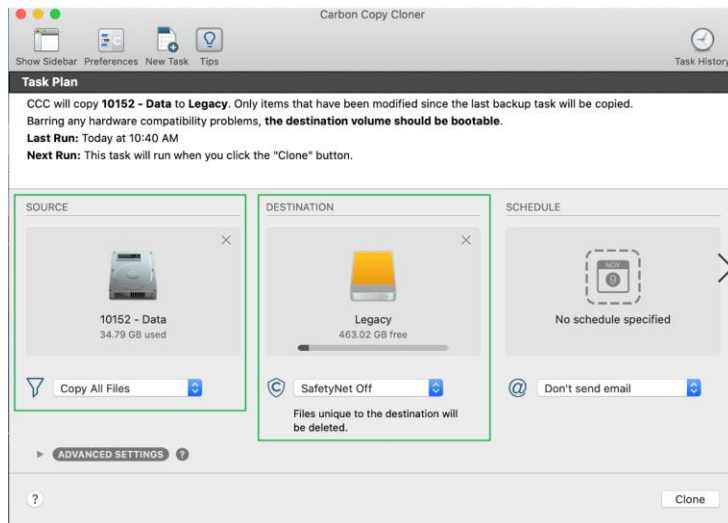 Carbon Copy Cloner
Show Sidebar Preferences New Task Tips Task History
Task Plan
CCC will copy 10152 - Data to Legacy. Only items that have been modified since the last backup task will be copied.
Barring any hardware compatibility problems, the destination volume should be bootable.
Last Run: Today at 10:40 AM
Next Run: This task will run when you click the "Clone" button.
SOURCE DESTINATION SCHEDULE
NOV
9
10152 - Data Legacy No schedule specified
34.79 GB used 463.02 GB free
Copy All Files SafetyNet Off @ Don't send email
Files unique to the destination will
be deleted.
ADVANCED SETTINGS ?
? Clone